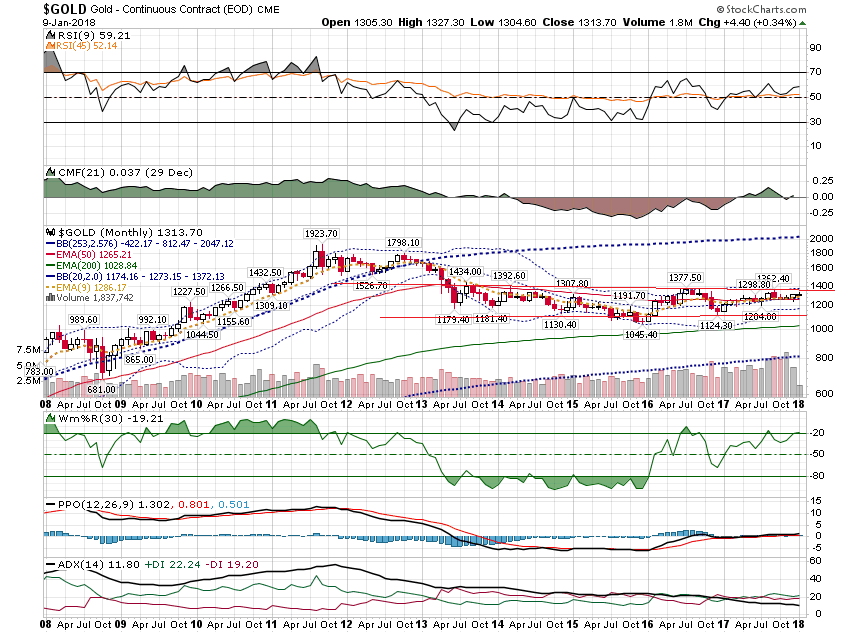 $GOLD Gold - Continuous Contract (EOD) CME
© StockCharts.com
9-Jan-2018
Open 1305.30 High 1327.30 Low 1304.60 Close 1313.70 Volume 1.8M Chg +4.40 (+0.34%)
RSI(9) 59.21
RSI(45) 52.14
90
70
50
30
10
CMF(21) 0.037 (29 Dec)
0.25
0.00
-0.25
$GOLD (Monthly) 1313.70
BB(253,2.576) -422.17 - 812.47 - 2047.12
EMA(50) 1265.21
EMA(200) 1028.84
BB(20,2.0) 1174.16 - 1273.15 - 1372.13
EMA(9) 1286.17
Volume 1,837,742
1923.70
1798.10
1432.50
1434.00
1392.60
1377.50
1307.80
1298.80
1362.40
1227.50
1266.50
1526.70
1191.70
989.60
992.10
1309.10
1155.60
1044.50
1179.40
1181.40
1130.40
1045.40
1124.30
1204.00
865.00
783.00
681.00
2000
1800
1600
1400
1200
1000
800
600
7.5M
5.0M
2.5M
08 Apr Jul Oct 09 Apr Jul Oct 10 Apr Jul Oct 11 Apr Jul Oct 12 Apr Jul Oct 13 Apr Jul Oct 14 Apr Jul Oct 15 Apr Jul Oct 16 Apr Jul Oct 17 Apr Jul Oct 18
Wm%R(30) -19.21
-20
-50
-80
PPO(12,26,9) 1.302, 0.801, 0.501
15
10
5
0
-5
ADX(14) 11.80 +DI 22.24 -DI 19.20
60
40
20
0
08 Apr Jul Oct 09 Apr Jul Oct 10 Apr Jul Oct 11 Apr Jul Oct 12 Apr Jul Oct 13 Apr Jul Oct 14 Apr Jul Oct 15 Apr Jul Oct 16 Apr Jul Oct 17 Apr Jul Oct 18